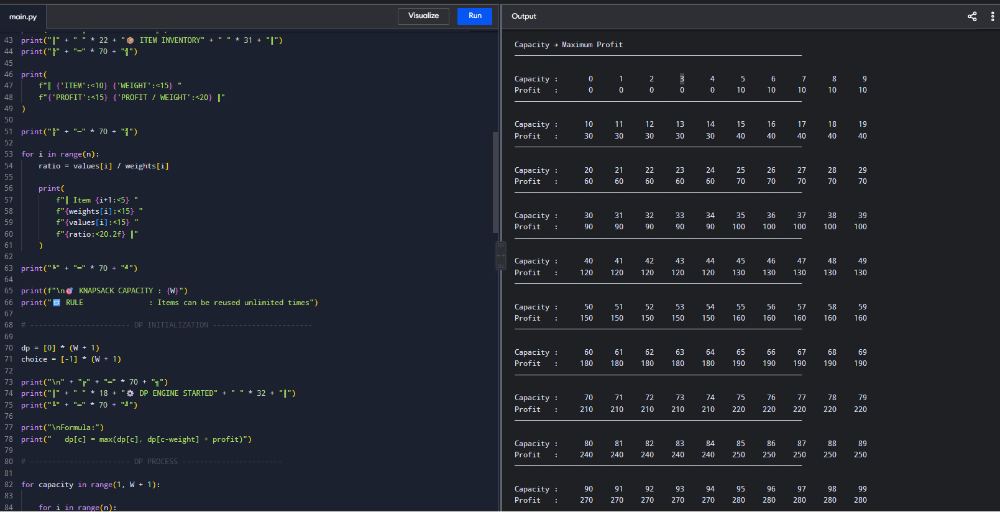 main.py
Visualize
Run
Output
43 print("║" + " " * 22 + "📦 ITEM INVENTORY" + " " * 31 + "║")
44 print("╠" + "═" * 70 + "╣")
45
46 print(
47 f"║ {'ITEM':<10} {'WEIGHT':<15} "
48 f"{'PROFIT':<15} {'PROFIT / WEIGHT':<20} ║"
49 )
50
51 print("╠" + "─" * 70 + "╣")
52
53 for i in range(n):
54 ratio = values[i] / weights[i]
55
56 print(
57 f"║ Item {i+1:<5} "
58 f"{weights[i]:<15} "
59 f"{values[i]:<15} "
60 f"{ratio:<20.2f} ║"
61 )
62
63 print("╚" + "═" * 70 + "╝")
64
65 print(f"\n🎯 KNAPSACK CAPACITY : {W}")
66 print("🔁 RULE : Items can be reused unlimited times")
67
68 # ----------------------- DP INITIALIZATION -----------------------
69
70 dp = [0] * (W + 1)
71 choice = [-1] * (W + 1)
72
73 print("\n" + "╔" + "═" * 70 + "╗")
74 print("║" + " " * 18 + "⚙️ DP ENGINE STARTED" + " " * 32 + "║")
75 print("╚" + "═" * 70 + "╝")
76
77 print("\nFormula:")
78 print(" dp[c] = max(dp[c], dp[c-weight] + profit)")
79
80 # ----------------------- DP PROCESS -----------------------
81
82 for capacity in range(1, W + 1):
83
84 for i in range(n):
Capacity → Maximum Profit
Capacity : 0 1 2 3 4 5 6 7 8 9
Profit : 0 0 0 0 0 10 10 10 10 10
Capacity : 10 11 12 13 14 15 16 17 18 19
Profit : 30 30 30 30 30 40 40 40 40 40
Capacity : 20 21 22 23 24 25 26 27 28 29
Profit : 60 60 60 60 60 70 70 70 70 70
Capacity : 30 31 32 33 34 35 36 37 38 39
Profit : 90 90 90 90 90 100 100 100 100 100
Capacity : 40 41 42 43 44 45 46 47 48 49
Profit : 120 120 120 120 120 130 130 130 130 130
Capacity : 50 51 52 53 54 55 56 57 58 59
Profit : 150 150 150 150 150 160 160 160 160 160
Capacity : 60 61 62 63 64 65 66 67 68 69
Profit : 180 180 180 180 180 190 190 190 190 190
Capacity : 70 71 72 73 74 75 76 77 78 79
Profit : 210 210 210 210 210 220 220 220 220 220
Capacity : 80 81 82 83 84 85 86 87 88 89
Profit : 240 240 240 240 240 250 250 250 250 250
Capacity : 90 91 92 93 94 95 96 97 98 99
Profit : 270 270 270 270 270 280 280 280 280 280